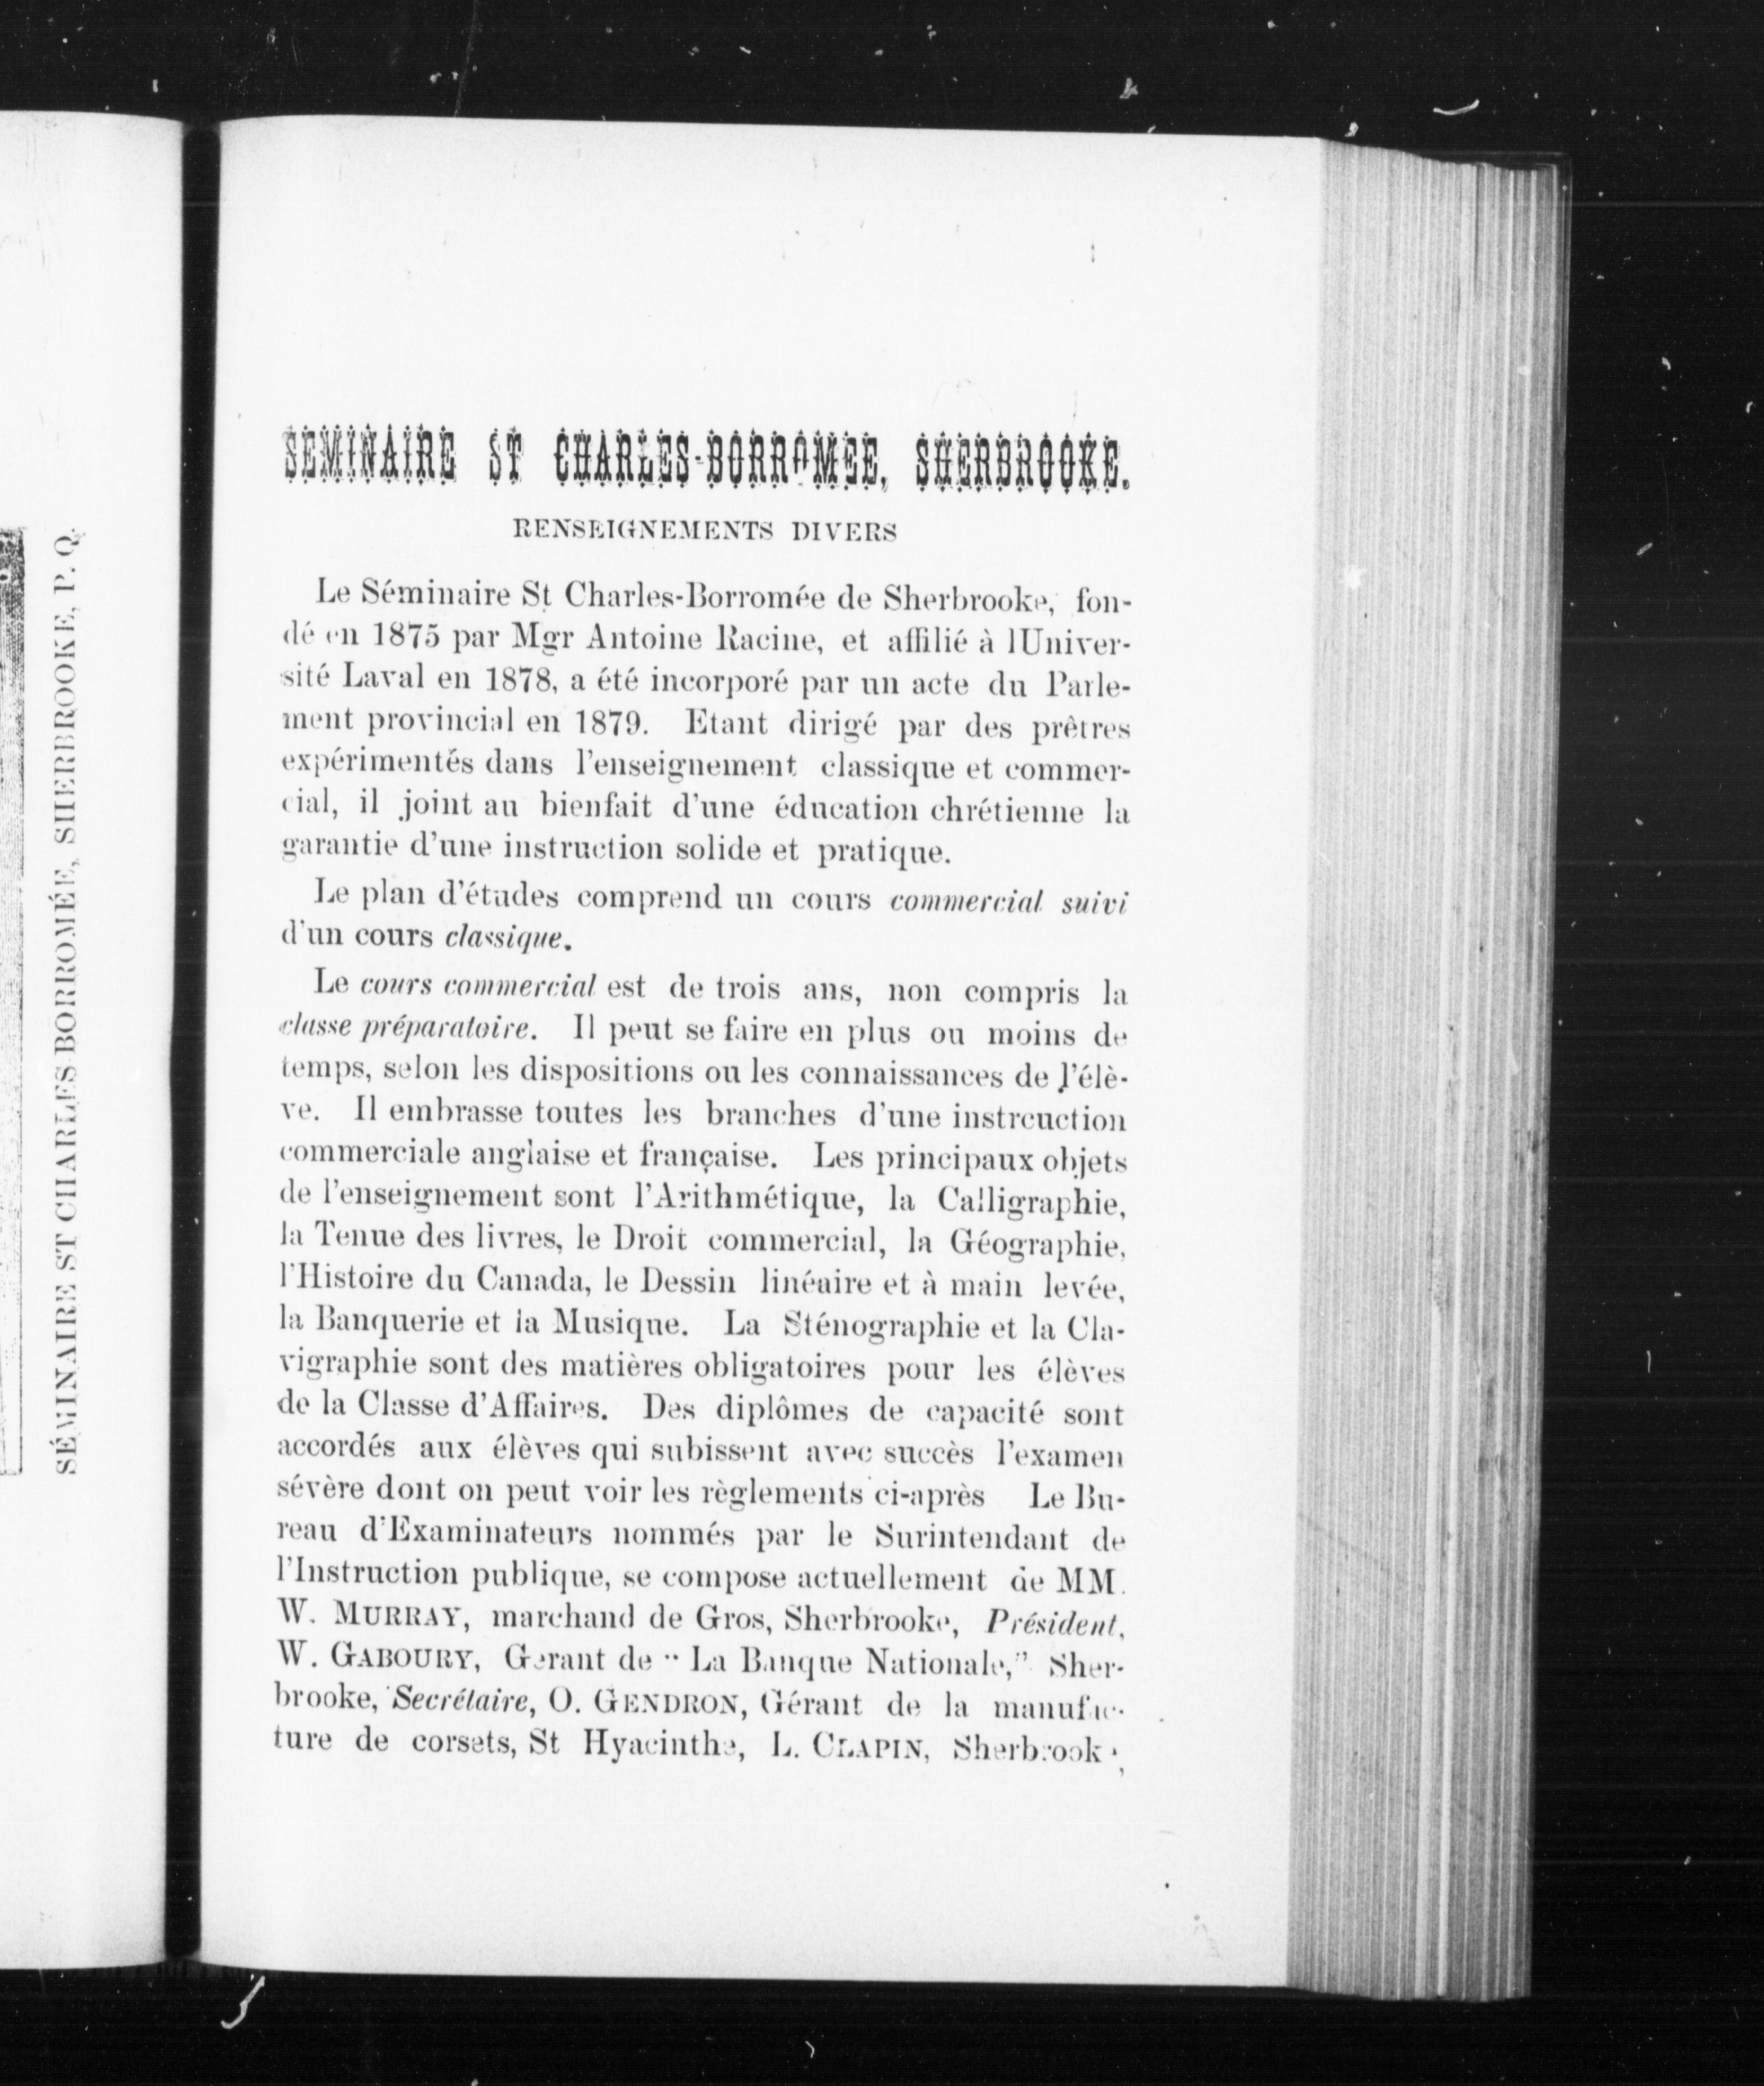 SÉMINAIRE ST CHARLES BORROMÉE, SHERBROOKE, P. Q.
SEMINAIRE ST CHARLES-BORROMEE, SHERBROOKE.
RENSEIGNEMENTS DIVERS
Le Séminaire St Charles-Borromée de Sherbrooke, fon-
dé en 1875 par Mgr Antoine Racine, et affilié à lUniver-
sité Laval en 1878, a été incorporé par un acte du Parle-
ment provincial en 1879. Etant dirigé par des prêtres
expérimentés dans l'enseignement classique et commer-
cial, il joint au bienfait d'une éducation chrétienne la
garantie d'une instruction solide et pratique.
Le plan d'études comprend un cours commercial suivi
d'un cours classique.
Le cours commercial est de trois ans, non compris la
classe préparatoire. Il peut se faire en plus ou moins de
temps, selon les dispositions ou les connaissances de l'élè-
ve. Il embrasse toutes les branches d'une instrcuction
commerciale anglaise et française. Les principaux objets
de l'enseignement sont l'Arithmétique, la Calligraphie,
la Tenue des livres, le Droit commercial, la Géographie,
l'Histoire du Canada, le Dessin linéaire et à main levée,
la Banquerie et la Musique. La Sténographie et la Cla-
vigraphie sont des matières obligatoires pour les élèves
de la Classe d'Affaires. Des diplômes de capacité sont
accordés aux élèves qui subissent avec succès l'examen
sévère dont on peut voir les règlements ci-après Le Bu-
reau d'Examinateurs nommés par le Surintendant de
l'Instruction publique, se compose actuellement de MM.
W. MURRAY, marchand de Gros, Sherbrooke, Président,
W. GABOURY, Gerant de "La Banque Nationale," Sher-
brooke, Secrétaire, O. GENDRON, Gérant de la manufac-
ture de corsets, St Hyacinthe, L. CLAPIN, Sherbrooke,